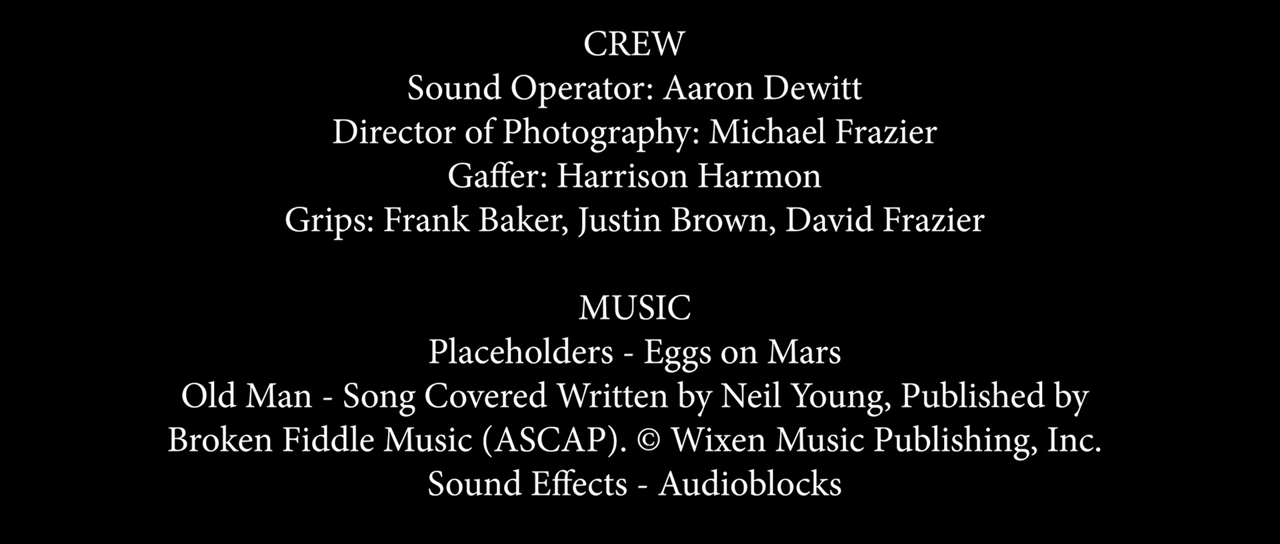 CREW
Sound Operator: Aaron Dewitt
Director of Photography: Michael Frazier
Gaffer: Harrison Harmon
Grips: Frank Baker, Justin Brown, David Frazier
MUSIC
Placeholders - Eggs on Mars
Old Man - Song Covered Written by Neil Young, Published by
Broken Fiddle Music (ASCAP). © Wixen Music Publishing, Inc.
Sound Effects - Audioblocks